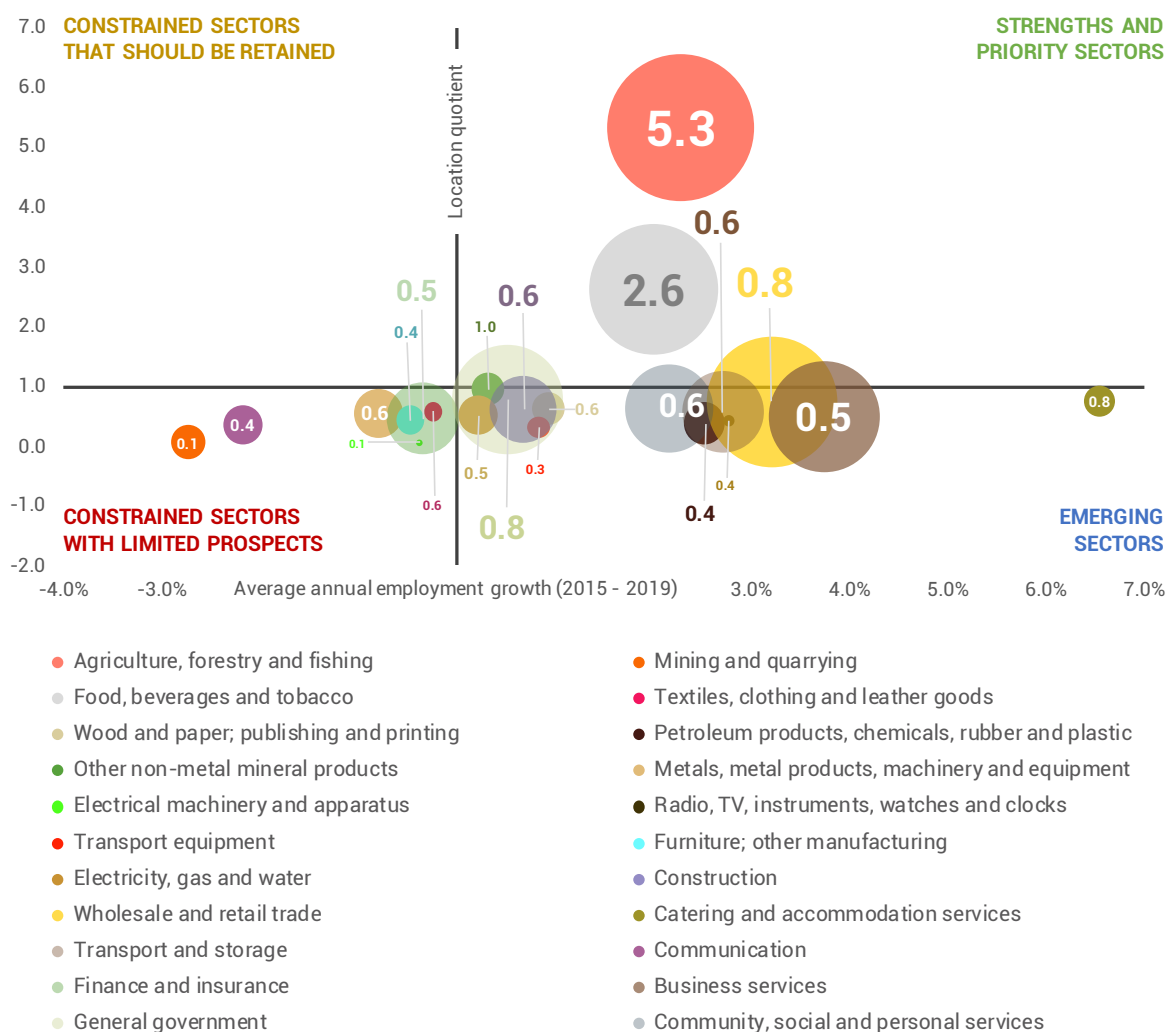 7.0
CONSTRAINED SECTORS
THAT SHOULD BE RETAINED
STRENGTHS AND
PRIORITY SECTORS
6.0
5.0
4.0
3.0
2.0
1.0
0.0
-1.0
-2.0
Location quotient
5.3
0.6
2.6
0.8
0.5
0.6
0.4
1.0
0.6
0.6
0.6
0.5
0.8
0.4
0.1
0.1
0.5
0.3
0.4
0.6
0.4
0.8
CONSTRAINED SECTORS
WITH LIMITED PROSPECTS
EMERGING
SECTORS
-4.0%
-3.0%
Average annual employment growth (2015 - 2019)
3.0%
4.0%
5.0%
6.0%
7.0%
Agriculture, forestry and fishing
Mining and quarrying
Food, beverages and tobacco
Textiles, clothing and leather goods
Wood and paper; publishing and printing
Petroleum products, chemicals, rubber and plastic
Other non-metal mineral products
Metals, metal products, machinery and equipment
Electrical machinery and apparatus
Radio, TV, instruments, watches and clocks
Transport equipment
Furniture; other manufacturing
Electricity, gas and water
Construction
Wholesale and retail trade
Catering and accommodation services
Transport and storage
Communication
Finance and insurance
Business services
General government
Community, social and personal services